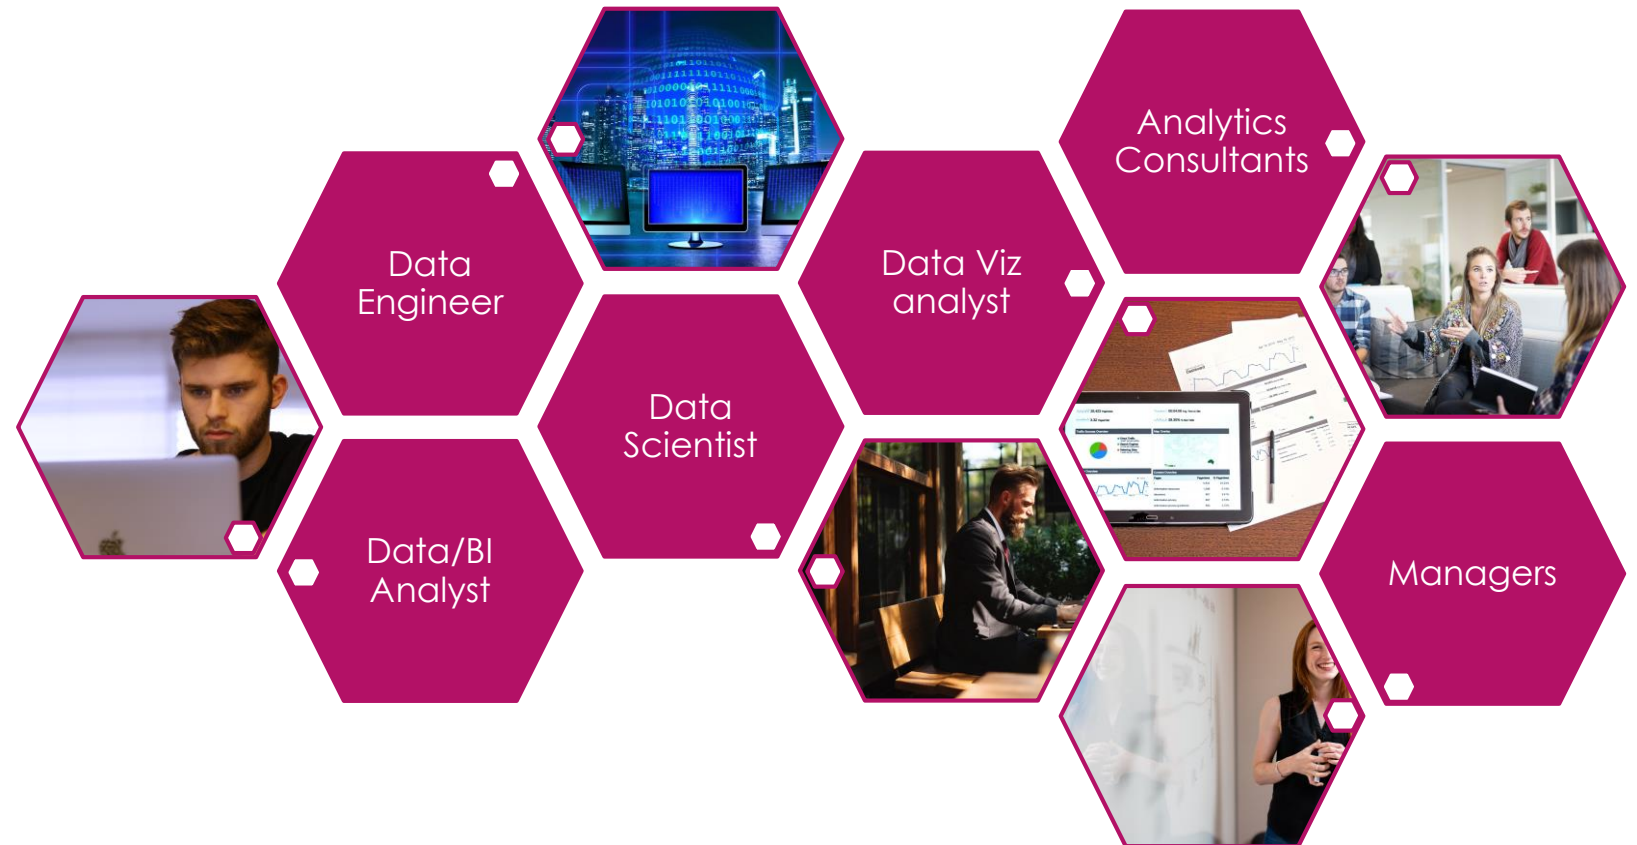 Analytics
Consultants
Data
Engineer
Data Viz
analyst
Data
Scientist
Data/BI
Analyst
Managers